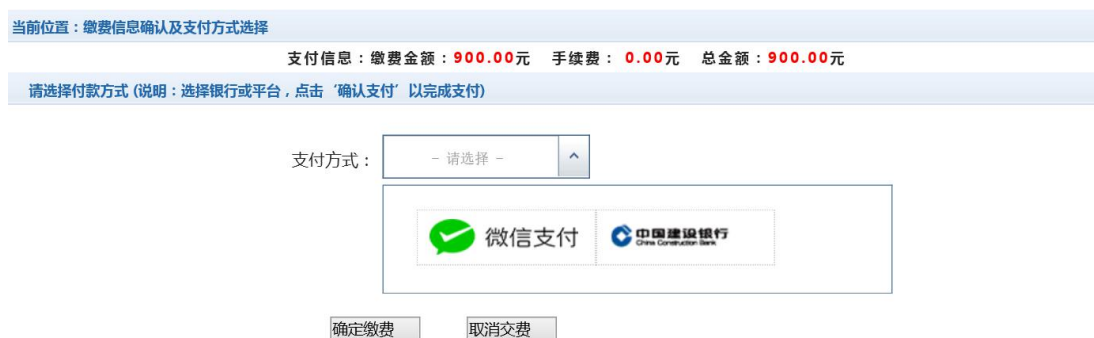 当前位置：缴费信息确认及支付方式选择
支付信息：缴费金额：900.00元 手续费： 0.00元 总金额：900.00元
请选择付款方式 (说明：选择银行或平台，点击‘确认支付’以完成支付)
支付方式： - 请选择 -
微信支付 中国建设银行
China Construction Bank
确定缴费 取消交费